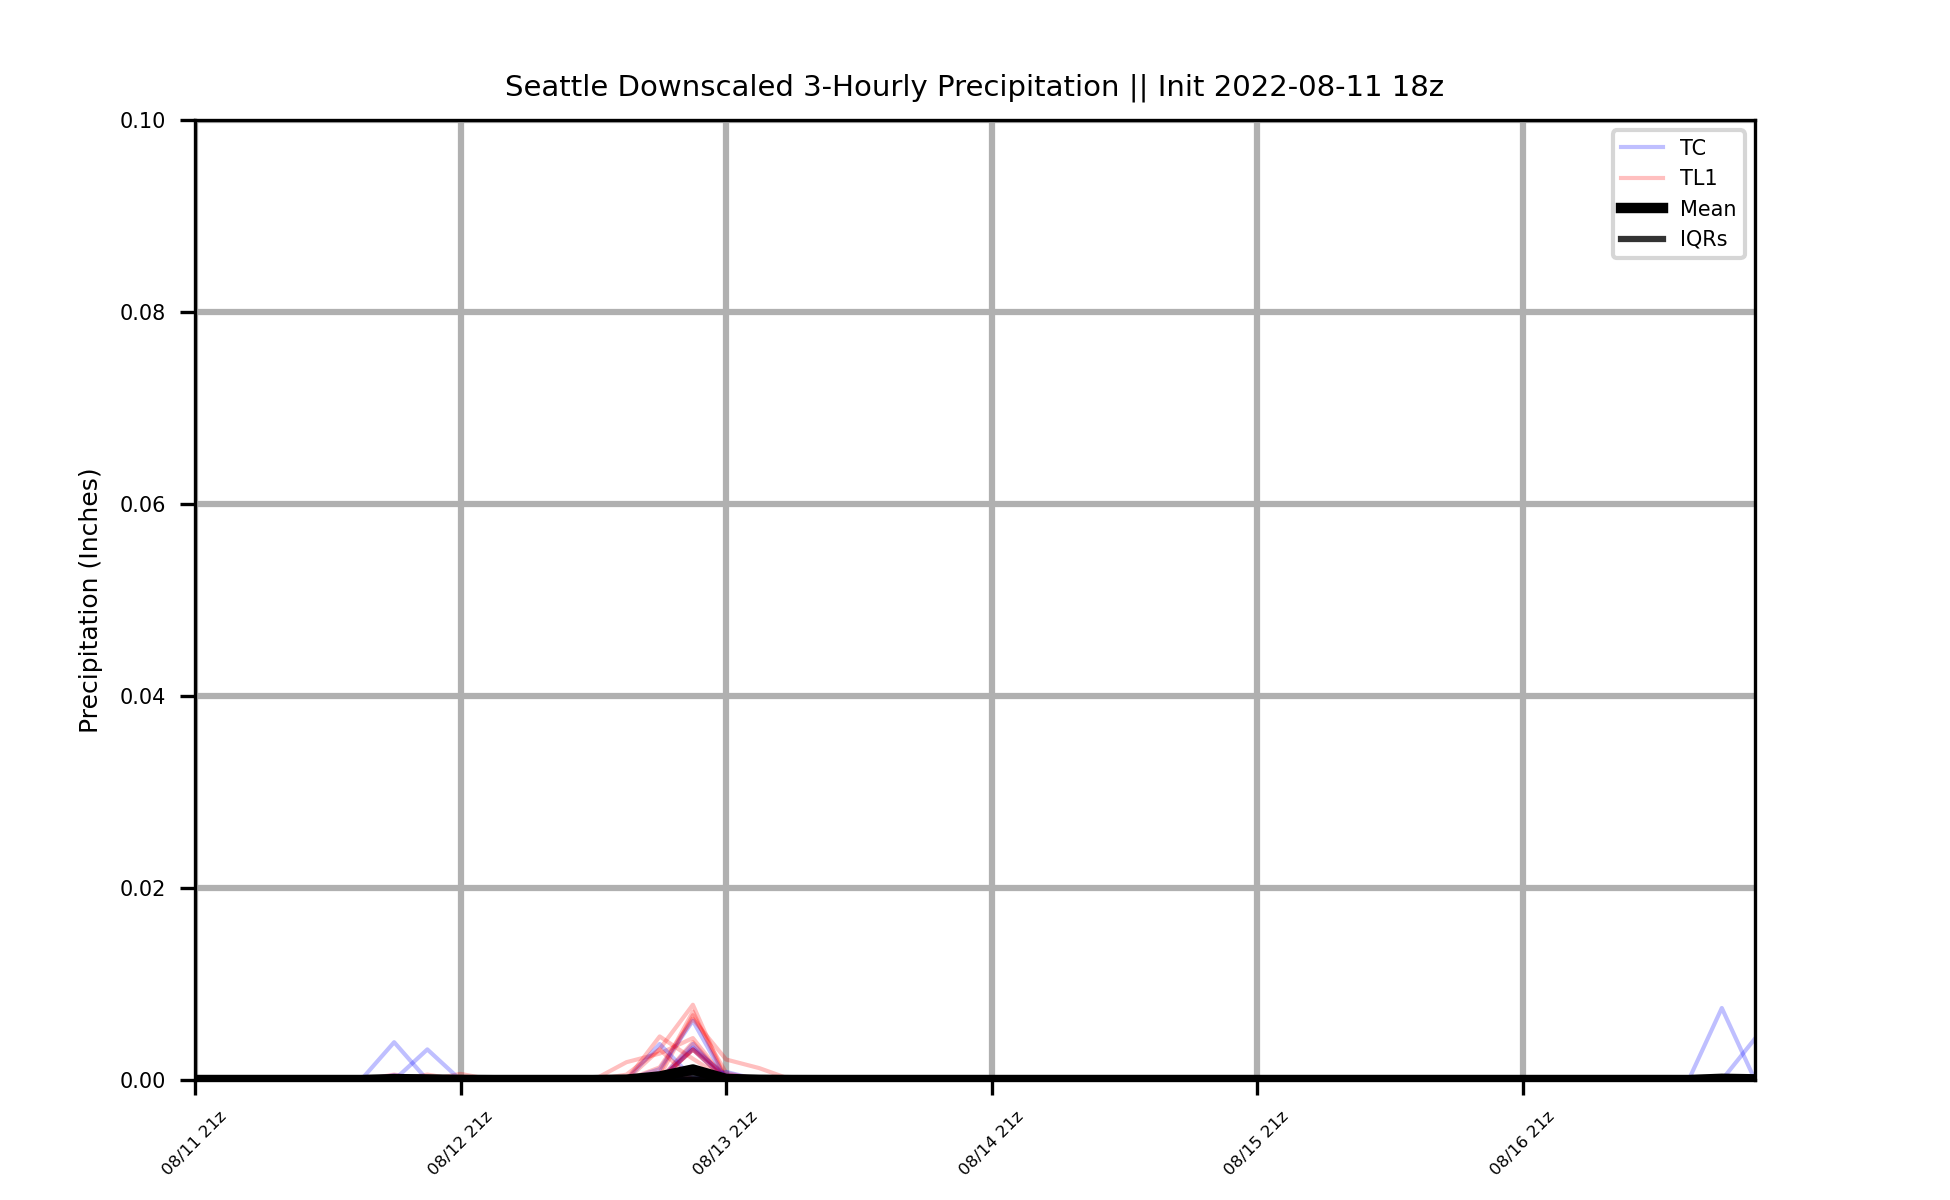 Seattle Downscaled 3-Hourly Precipitation || Init 2022-08-11 18z
TC
TL1
Mean
IQRs
Precipitation (Inches)
0.10
0.08
0.06
0.04
0.02
0.00
08/11 21z
08/12 21z
08/13 21z
08/14 21z
08/15 21z
08/16 21z